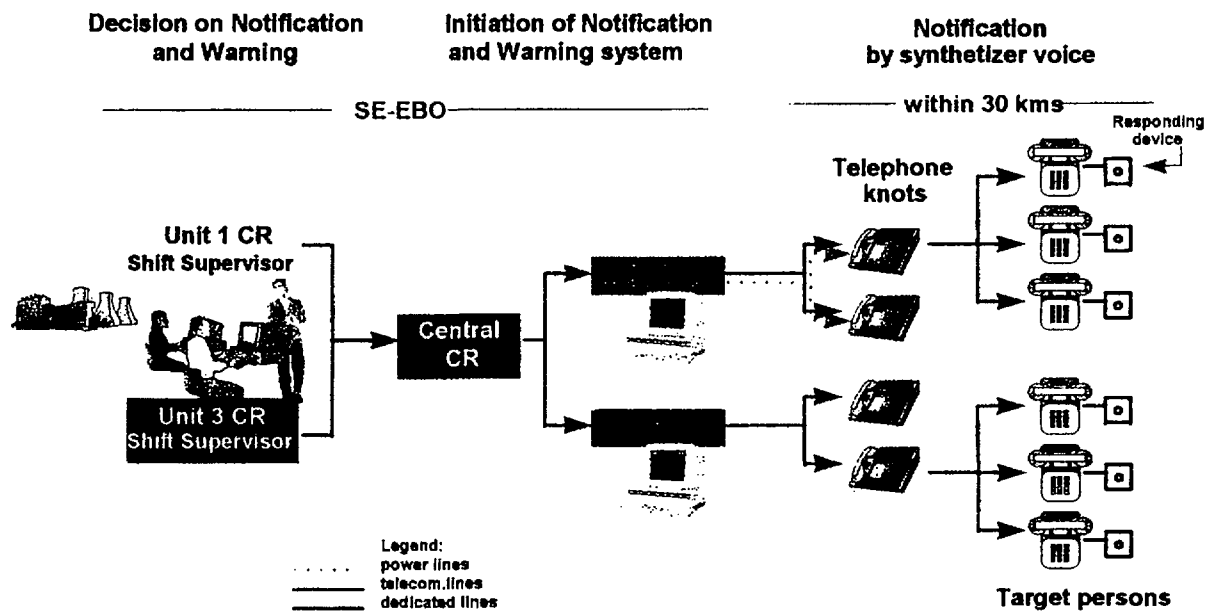 Decision on Notification
and Warning
Initiation of Notification
and Warning system
Notification
by synthetizer voice
SE-EBO
within 30 kms
Responding
device
Telephone
knots
Unit 1 CR
Shift Supervisor
Central
CR
Unit 3 CR
Shift Supervisor
Legend:
power lines
telecom.lines
dedicated lines
Target persons